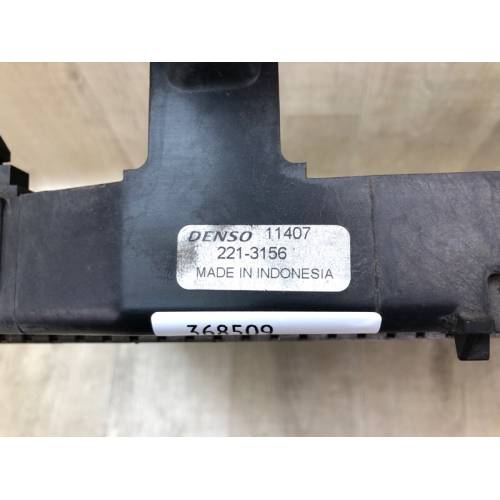 DENSO 11407
221-3156
MADE IN INDONESIA
368509